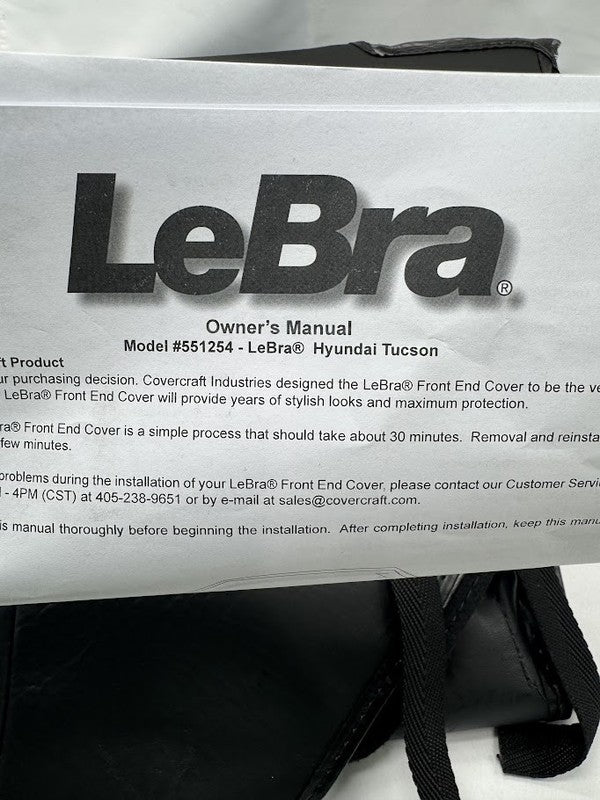 LeBra®
Owner's Manual
Model #551254 - LeBra® Hyundai Tucson
ft Product
ur purchasing decision. Covercraft Industries designed the LeBra® Front End Cover to be the ve
LeBra® Front End Cover will provide years of stylish looks and maximum protection.
ra® Front End Cover is a simple process that should take about 30 minutes. Removal and reinsta
few minutes.
problems during the installation of your LeBra® Front End Cover, please contact our Customer Servi
- 4PM (CST) at 405-238-9651 or by e-mail at sales@covercraft.com.
is manual thoroughly before beginning the installation. After completing installation, keep this manu